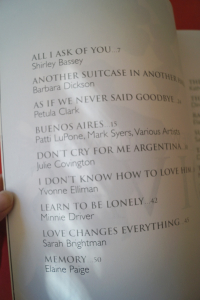 ALL I ASK OF YOU 7
Shirley Bassey
ANOTHER SUITCASE IN ANOTHER
Barbara Dickson
AS IF WE NEVER SAID GOODBYE
Petula Clark
BUENOS AIRES 15
Patti LuPone, Mark Syers, Various Artists
DON'T CRY FOR ME ARGENTINA
Julie Covington
I DON'T KNOW HOW TO LOVE HIM
Yvonne Elliman
LEARN TO BE LONELY 42
Minnie Driver
LOVE CHANGES EVERYTHING 47
Sarah Brightman
MEMORY 50
Elaine Paige